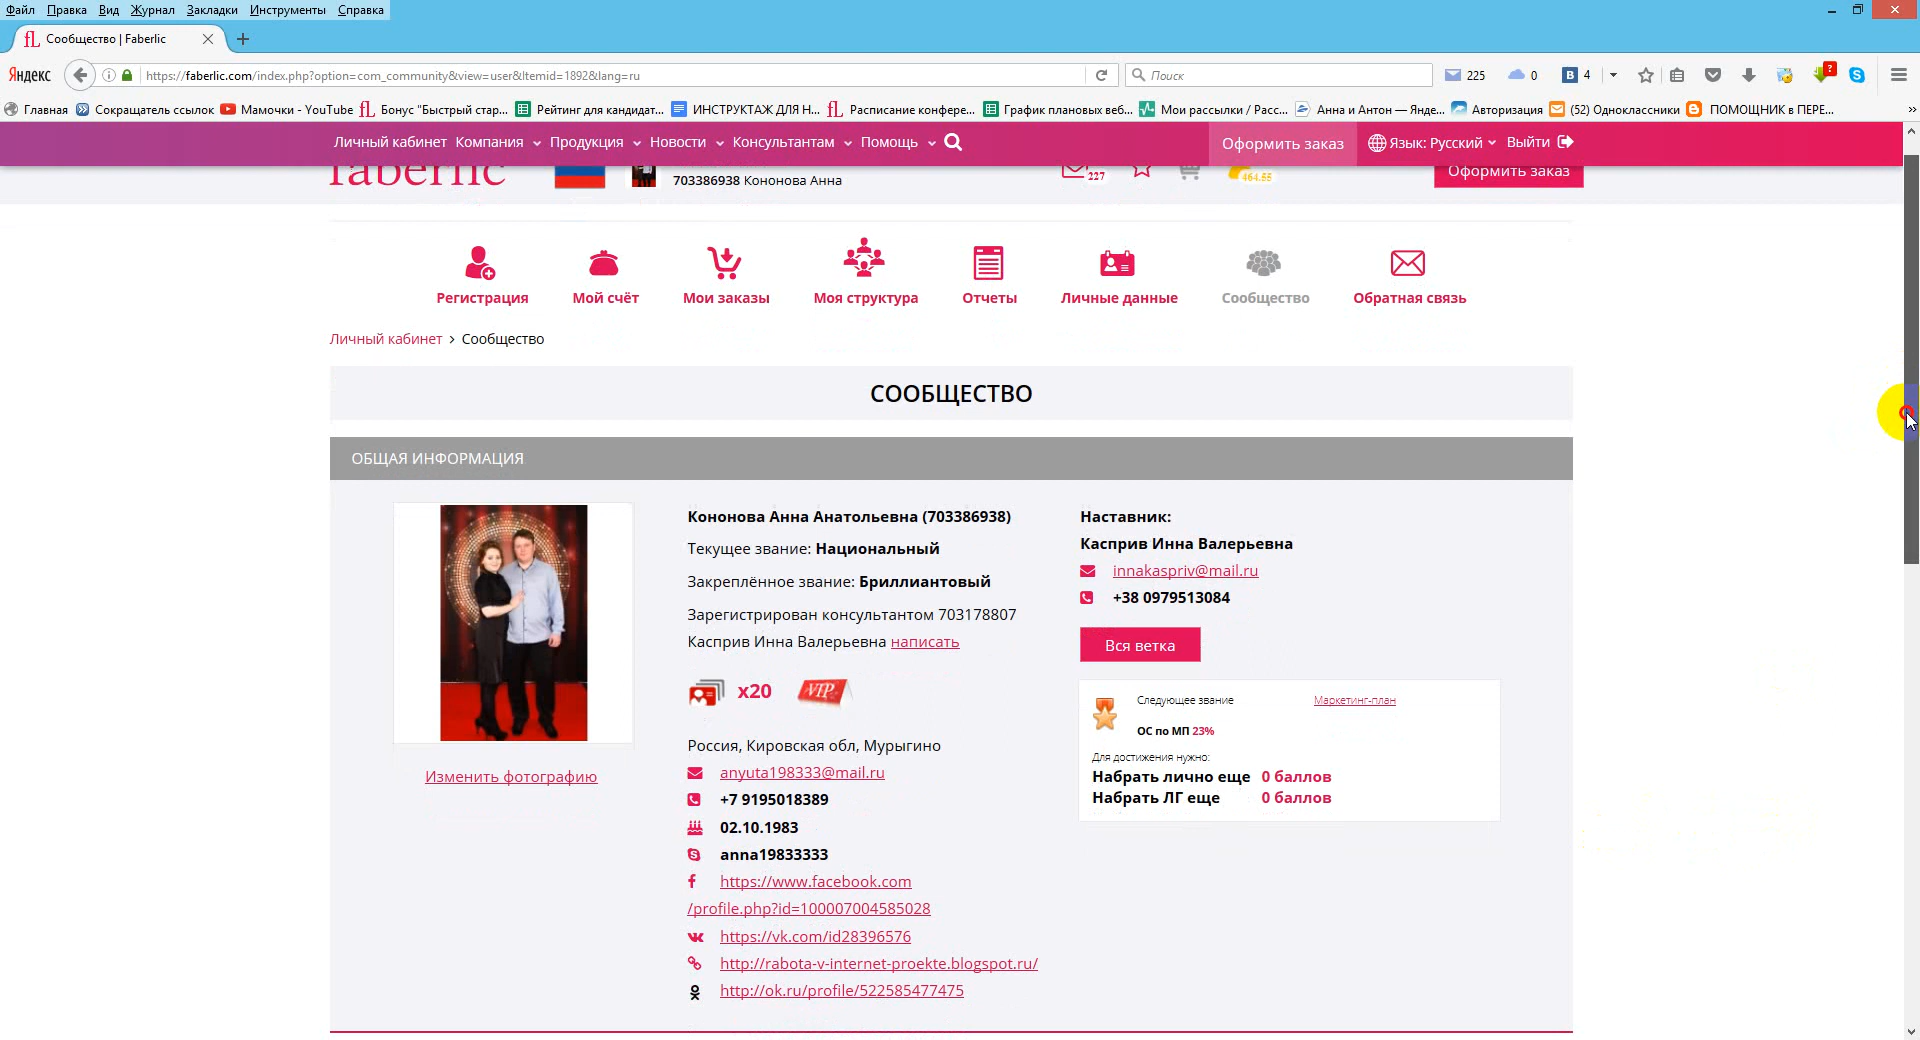 Файл Правка Вид Журнал Закладки Инструменты Справка
Сообщество | Faberlic
Яндекс https://faberlic.com/index.php?option=com_community&view=user&Itemid=1892&lang=ru Поиск 225 0 4
Главная Сокращатель ссылок Мамочки - YouTube Бонус "Быстрый стар... Рейтинг для кандидат... ИНСТРУКТАЖ ДЛЯ Н... Расписание конфере... График плановых веб... Мои рассылки / Расс... Анна и Антон — Янде... Авторизация (52) Одноклассники ПОМОЩНИК в ПЕРЕ...
Личный кабинет Компания Продукция Новости Консультантам Помощь Оформить заказ Язык: Русский Выйти
faberlic 703386938 Кононова Анна 227 464.55 Оформить заказ
Регистрация Мой счёт Мои заказы Моя структура Отчеты Личные данные Сообщество Обратная связь
Личный кабинет > Сообщество
СООБЩЕСТВО
ОБЩАЯ ИНФОРМАЦИЯ
Кононова Анна Анатольевна (703386938)
Текущее звание: Национальный
Закреплённое звание: Бриллиантовый
Зарегистрирован консультантом 703178807
Касприв Инна Валерьевна написать
x20 VIP
Россия, Кировская обл, Мурыгино
anyuta198333@mail.ru
+7 9195018389
02.10.1983
anna19833333
https://www.facebook.com
/profile.php?id=100007004585028
https://vk.com/id28396576
http://rabota-v-internet-proekte.blogspot.ru/
http://ok.ru/profile/522585477475
Изменить фотографию
Наставник:
Касприв Инна Валерьевна
innakaspriv@mail.ru
+38 0979513084
Вся ветка
Следующее звание Маркетинг-план
ОС по МП 23%
Для достижения нужно:
Набрать лично еще 0 баллов
Набрать ЛГ еще 0 баллов